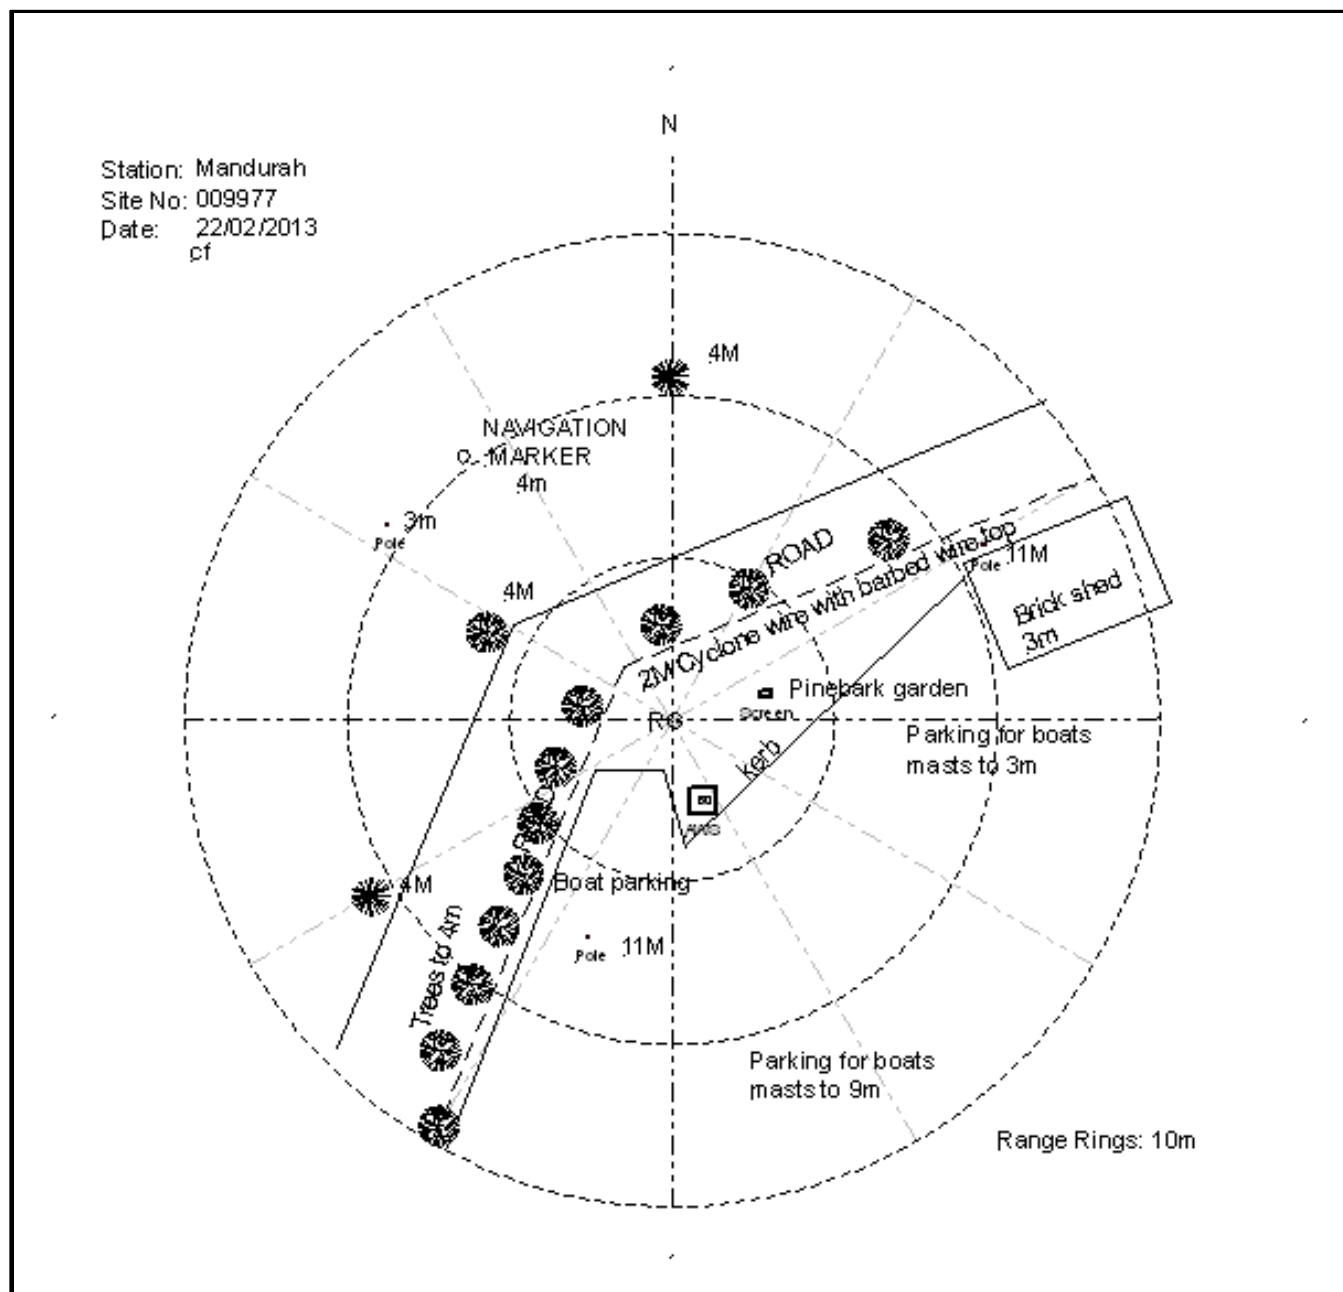 N
Station: Mandurah
Site No: 009977
Date: 22/02/2013
cf
4M
NAVIGATION
MARKER
4m
3m
Pole
ROAD
2M Cyclone wire with barbed wire top
Pole 11M
4M
Brick shed
3m
Pinebark garden
Screen
RG
Parking for boats
masts to 3m
kerb
AWS
4M
Boat parking
Trees to 4m
Pole 11M
Parking for boats
masts to 9m
Range Rings: 10m